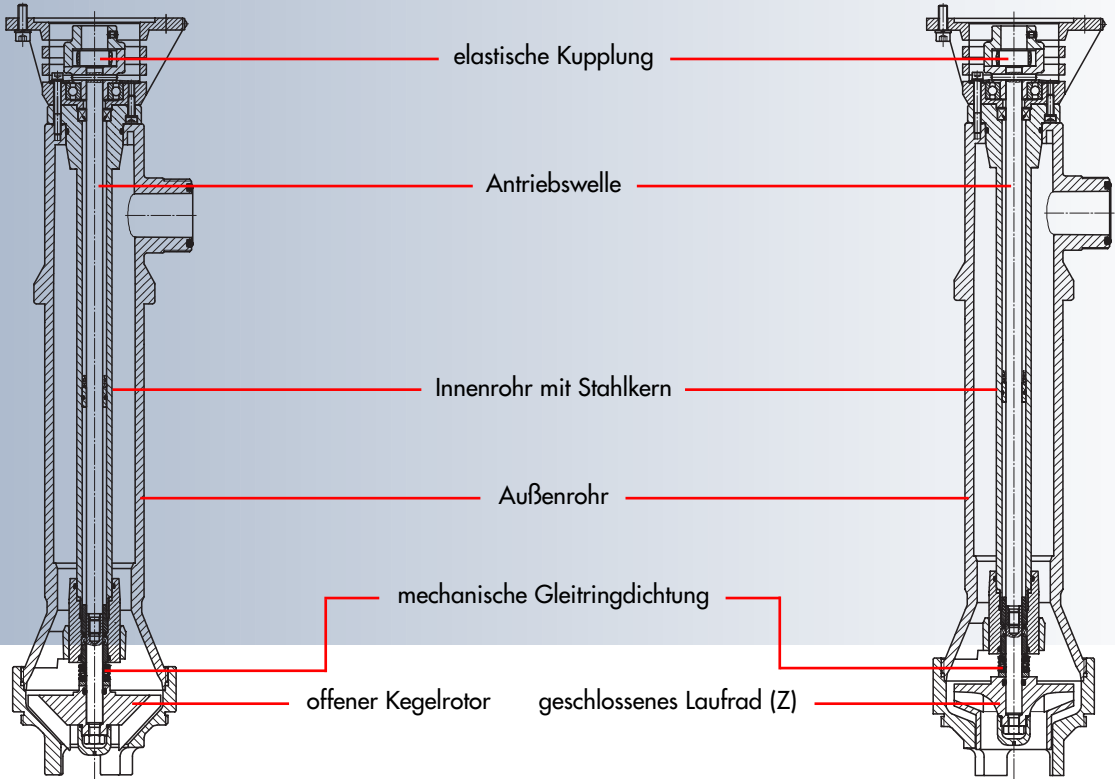 elastische Kupplung
Antriebswelle
Innenrohr mit Stahlkern
Außenrohr
mechanische Gleitringdichtung
offener Kegelrotor
geschlossenes Laufrad (Z)